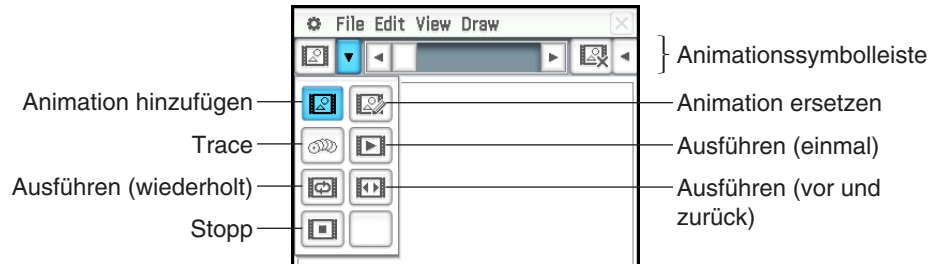 File Edit View Draw
Animationssymbolleiste
Animation hinzufügen
Animation ersetzen
Trace
Ausführen (einmal)
Ausführen (wiederholt)
Ausführen (vor und
zurück)
Stopp